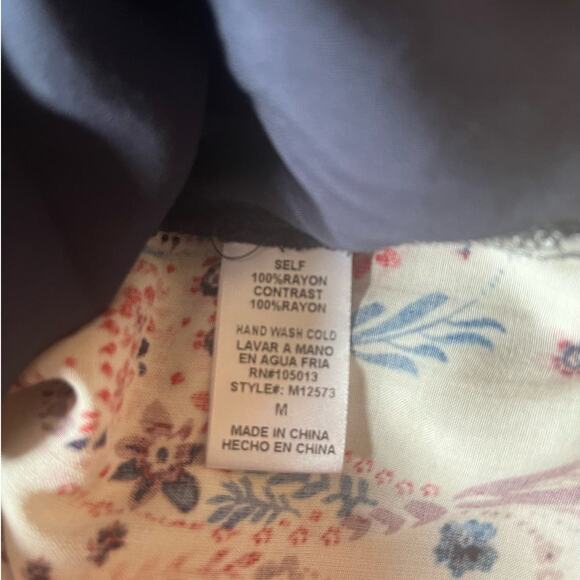 SELF
100%RAYON
CONTRAST
100%RAYON
HAND WASH COLD
LAVAR A MANO
EN AGUA FRIA
RN#105013
STYLE#: M12573
M
MADE IN CHINA
HECHO EN CHINA